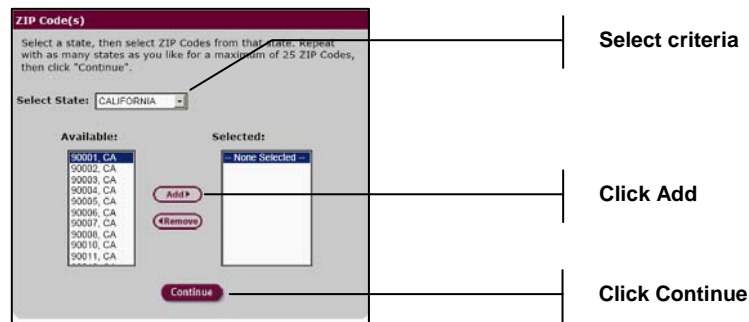 ZIP Code(s)
Select a state, then select ZIP Codes from that state. Repeat
with as many states as you like for a maximum of 25 ZIP Codes,
then click "Continue".
Select criteria
Select State: CALIFORNIA
Available: Selected:
90001, CA
-- None Selected --
90002, CA
90003, CA
90004, CA
90005, CA
90006, CA
90007, CA
90008, CA
90010, CA
90011, CA
Add
Remove
Click Add
Continue
Click Continue